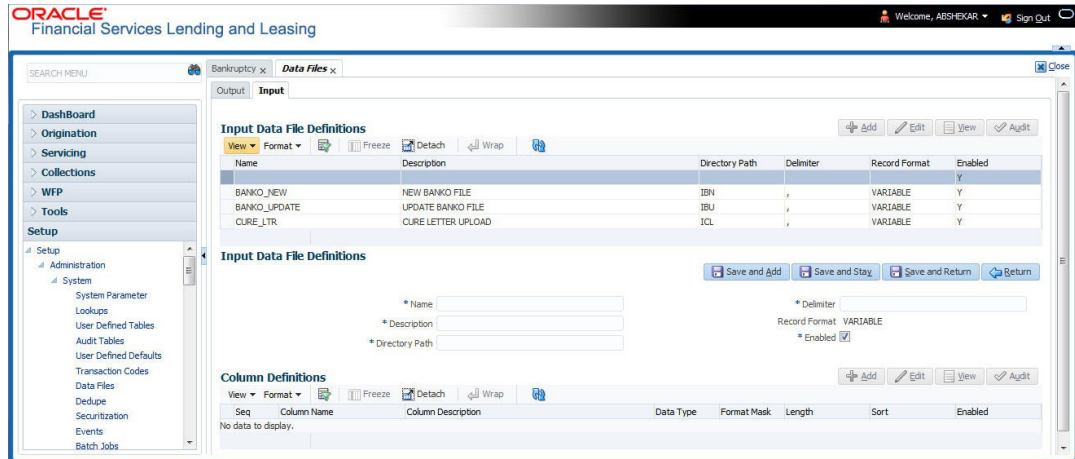 ORACLE
Financial Services Lending and Leasing
Welcome, ABSHEKAR
Sign Out
SEARCH MENU
DashBoard
Origination
Servicing
Collections
WFP
Tools
Setup
Setup
Administration
System
System Parameter
Lookups
User Defined Tables
Audit Tables
User Defined Defaults
Transaction Codes
Data Files
Dedupe
Securitization
Events
Batch Jobs
Bankruptcy x Data Files x
Close
Output Input
Input Data File Definitions
Add Edit View Audit
View Format Freeze Detach Wrap
Name Description Directory Path Delimiter Record Format Enabled
Y
BANKO_NEW NEW BANKO FILE IBN , VARIABLE Y
BANKO_UPDATE UPDATE BANKO FILE IBU , VARIABLE Y
CURE_LTR CURE LETTER UPLOAD ICL , VARIABLE Y
Input Data File Definitions
Save and Add Save and Stay Save and Return Return
* Name
* Description
* Directory Path
* Delimiter
Record Format VARIABLE
* Enabled
Column Definitions
Add Edit View Audit
View Format Freeze Detach Wrap
Seq Column Name Column Description Data Type Format Mask Length Sort Enabled
No data to display.